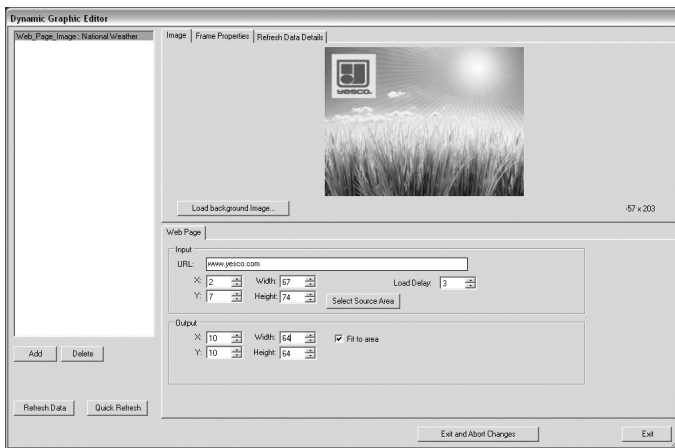 Dynamic Graphic Editor
Web_Page_Image : National Weather
Image Frame Properties Refresh Data Details
yesco.
Load background Image...
-57 x 203
Web Page
Input
URL: www.yesco.com
X: 2 Width: 67 Load Delay: 3
Y: 7 Height: 74 Select Source Area
Output
X: 10 Width: 64 Fit to area
Y: 10 Height: 64
Add Delete
Refresh Data Quick Refresh
Exit and Abort Changes Exit